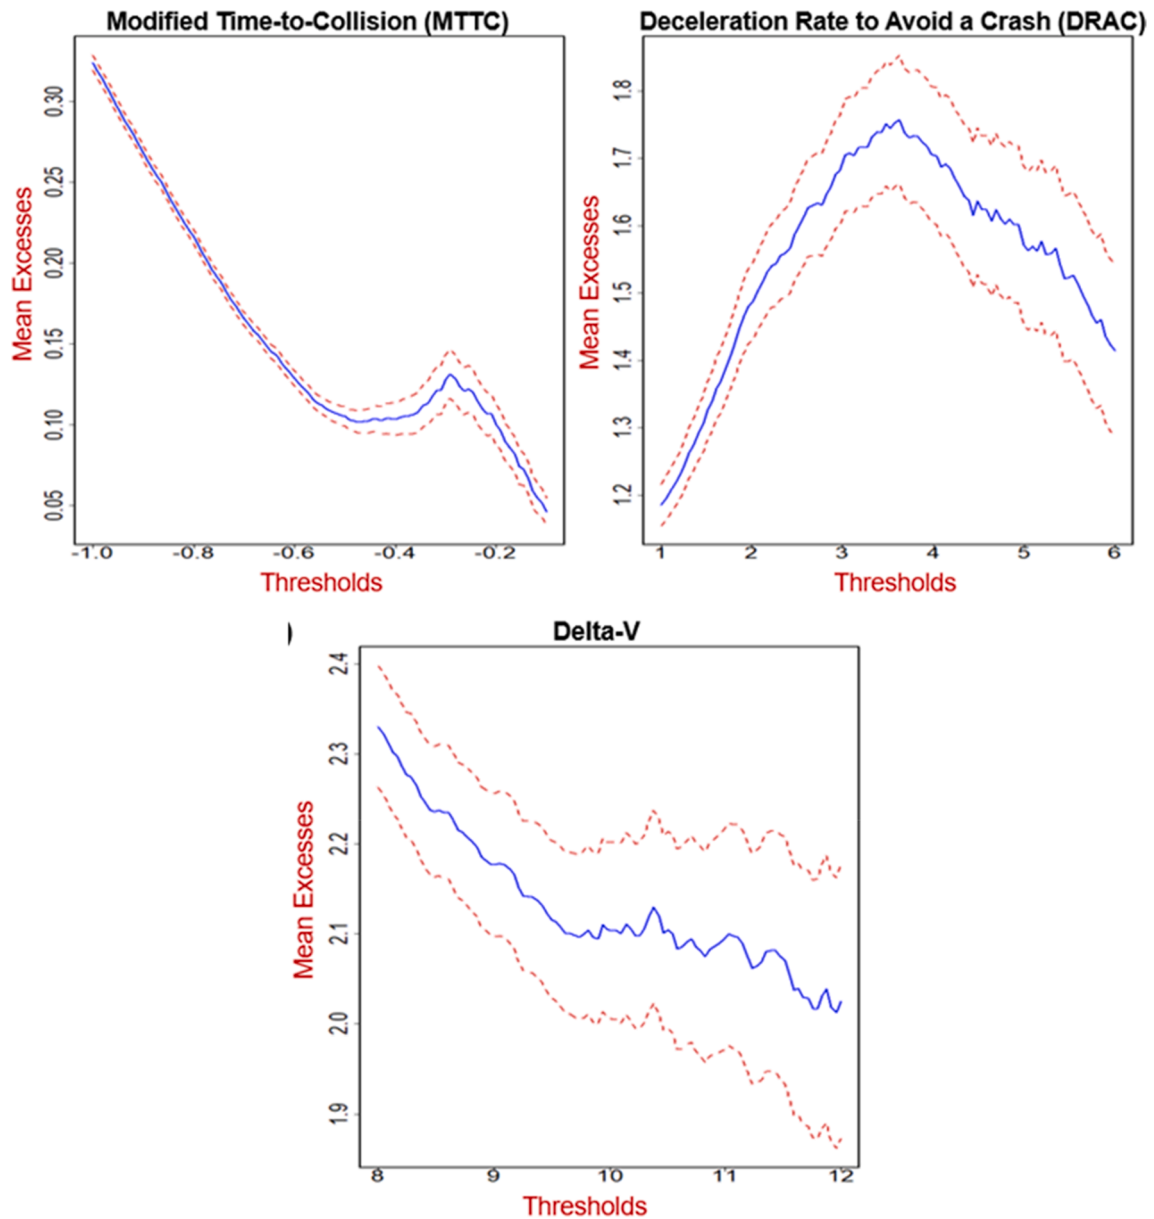 Modified Time-to-Collision (MTTC)
Mean Excesses
0.30
0.25
0.20
0.15
0.10
0.05
-1.0 -0.8 -0.6 -0.4 -0.2
Thresholds
Deceleration Rate to Avoid a Crash (DRAC)
Mean Excesses
1.8
1.7
1.6
1.5
1.4
1.3
1.2
1 2 3 4 5 6
Thresholds
)
Delta-V
Mean Excesses
2.4
2.3
2.2
2.1
2.0
1.9
8 9 10 11 12
Thresholds